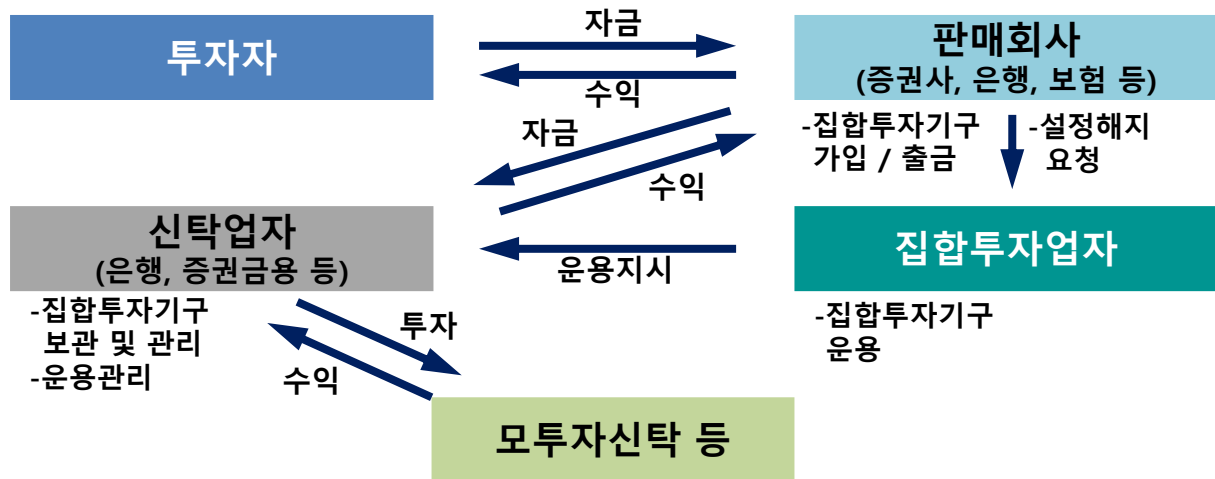 투자자
자금
수익
판매회사
(증권사, 은행, 보험 등)
-집합투자기구
가입 / 출금
-설정해지
요청
자금
수익
신탁업자
(은행, 증권금용 등)
-집합투자기구
보관 및 관리
-운용관리
운용지시
집합투자업자
-집합투자기구
운용
투자
수익
모투자신탁 등